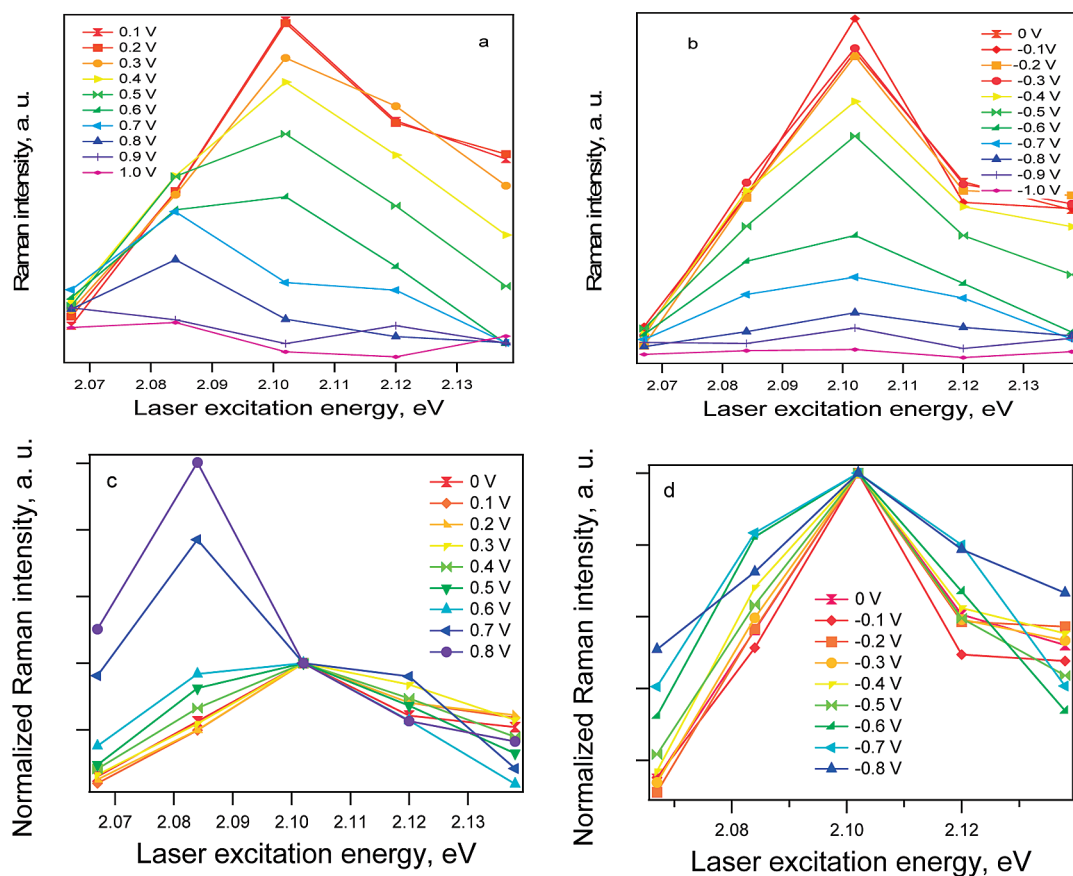 a
0.1 V
0.2 V
0.3 V
0.4 V
0.5 V
0.6 V
0.7 V
0.8 V
0.9 V
1.0 V
Raman intensity, a. u.
2.07 2.08 2.09 2.10 2.11 2.12 2.13
Laser excitation energy, eV
b
0 V
-0.1V
-0.2 V
-0.3 V
-0.4 V
-0.5 V
-0.6 V
-0.7 V
-0.8 V
-0.9 V
-1.0 V
Raman intensity, a. u.
2.07 2.08 2.09 2.10 2.11 2.12 2.13
Laser excitation energy, eV
c
0 V
0.1 V
0.2 V
0.3 V
0.4 V
0.5 V
0.6 V
0.7 V
0.8 V
Normalized Raman intensity, a. u.
2.07 2.08 2.09 2.10 2.11 2.12 2.13
Laser excitation energy, eV
d
0 V
-0.1 V
-0.2 V
-0.3 V
-0.4 V
-0.5 V
-0.6 V
-0.7 V
-0.8 V
Normalized Raman intensity, a. u.
2.08 2.10 2.12
Laser excitation energy, eV